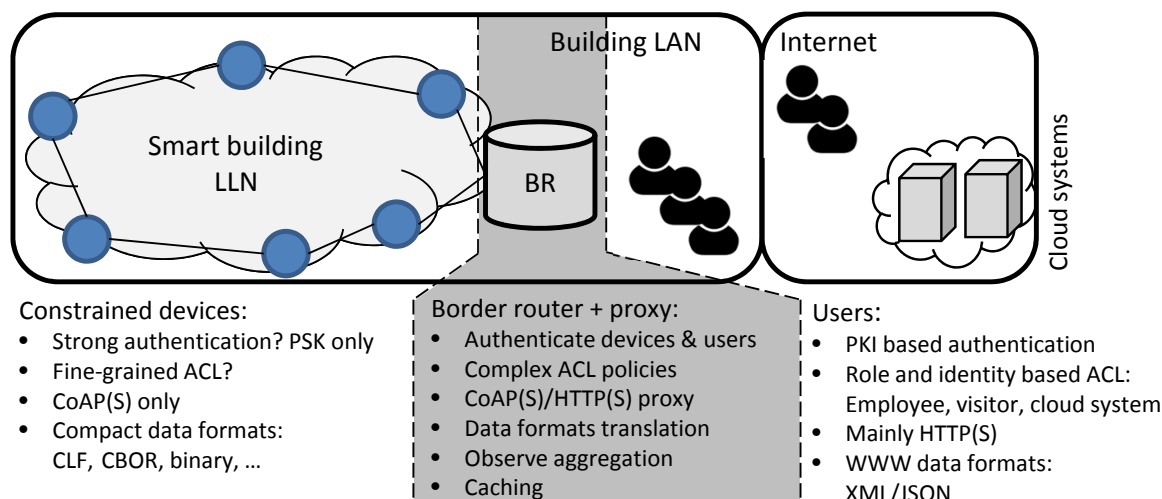 Building LAN
Internet
Smart building
LLN
BR
Cloud systems
Constrained devices:
• Strong authentication? PSK only
• Fine-grained ACL?
• CoAP(S) only
• Compact data formats:
CLF, CBOR, binary, ...
Border router + proxy:
• Authenticate devices & users
• Complex ACL policies
• CoAP(S)/HTTP(S) proxy
• Data formats translation
• Observe aggregation
• Caching
Users:
• PKI based authentication
• Role and identity based ACL:
Employee, visitor, cloud system
• Mainly HTTP(S)
• WWW data formats:
XML/JSON